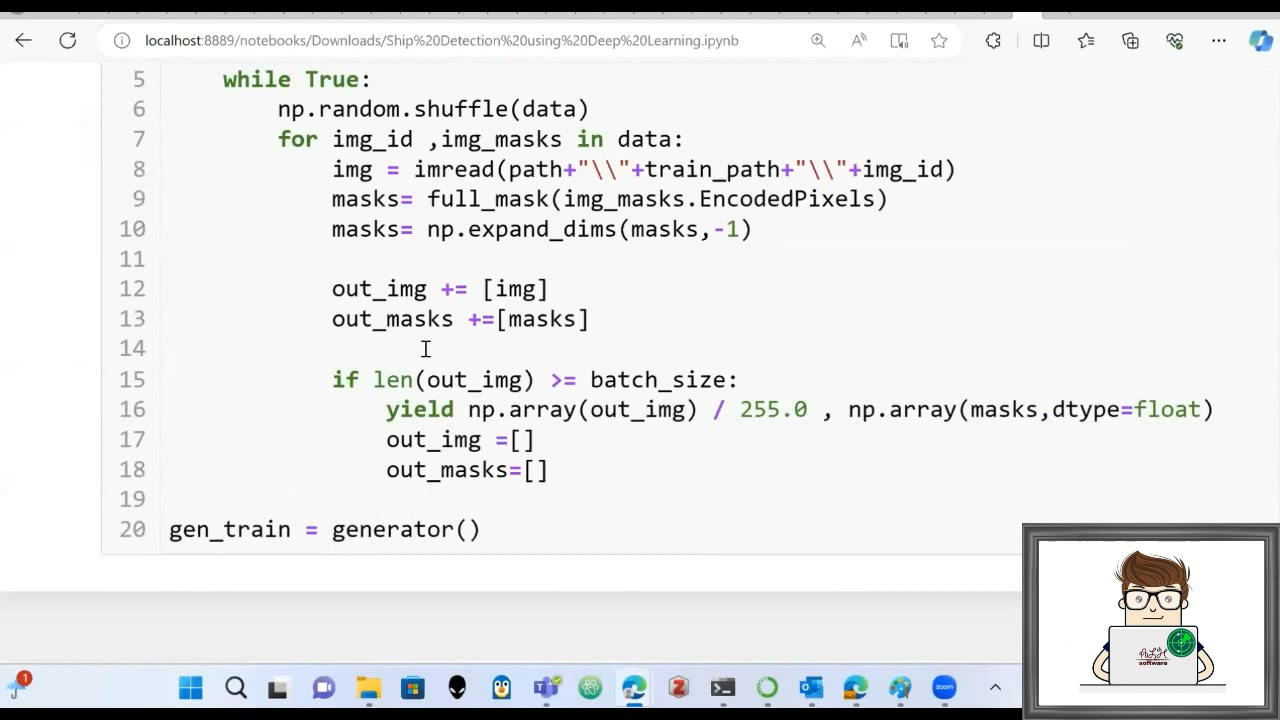 localhost:8889/notebooks/Downloads/Ship%20Detection%20using%20Deep%20Learning.ipynb
5 while True:
6 np.random.shuffle(data)
7 for img_id ,img_masks in data:
8 img = imread(path+"\\"+train_path+"\\"+img_id)
9 masks= full_mask(img_masks.EncodedPixels)
10 masks= np.expand_dims(masks,-1)
11
12 out_img += [img]
13 out_masks +=[masks]
14
15 if len(out_img) >= batch_size:
16 yield np.array(out_img) / 255.0 , np.array(masks,dtype=float)
17 out_img =[]
18 out_masks=[]
19
20 gen_train = generator()
software
1
zoom